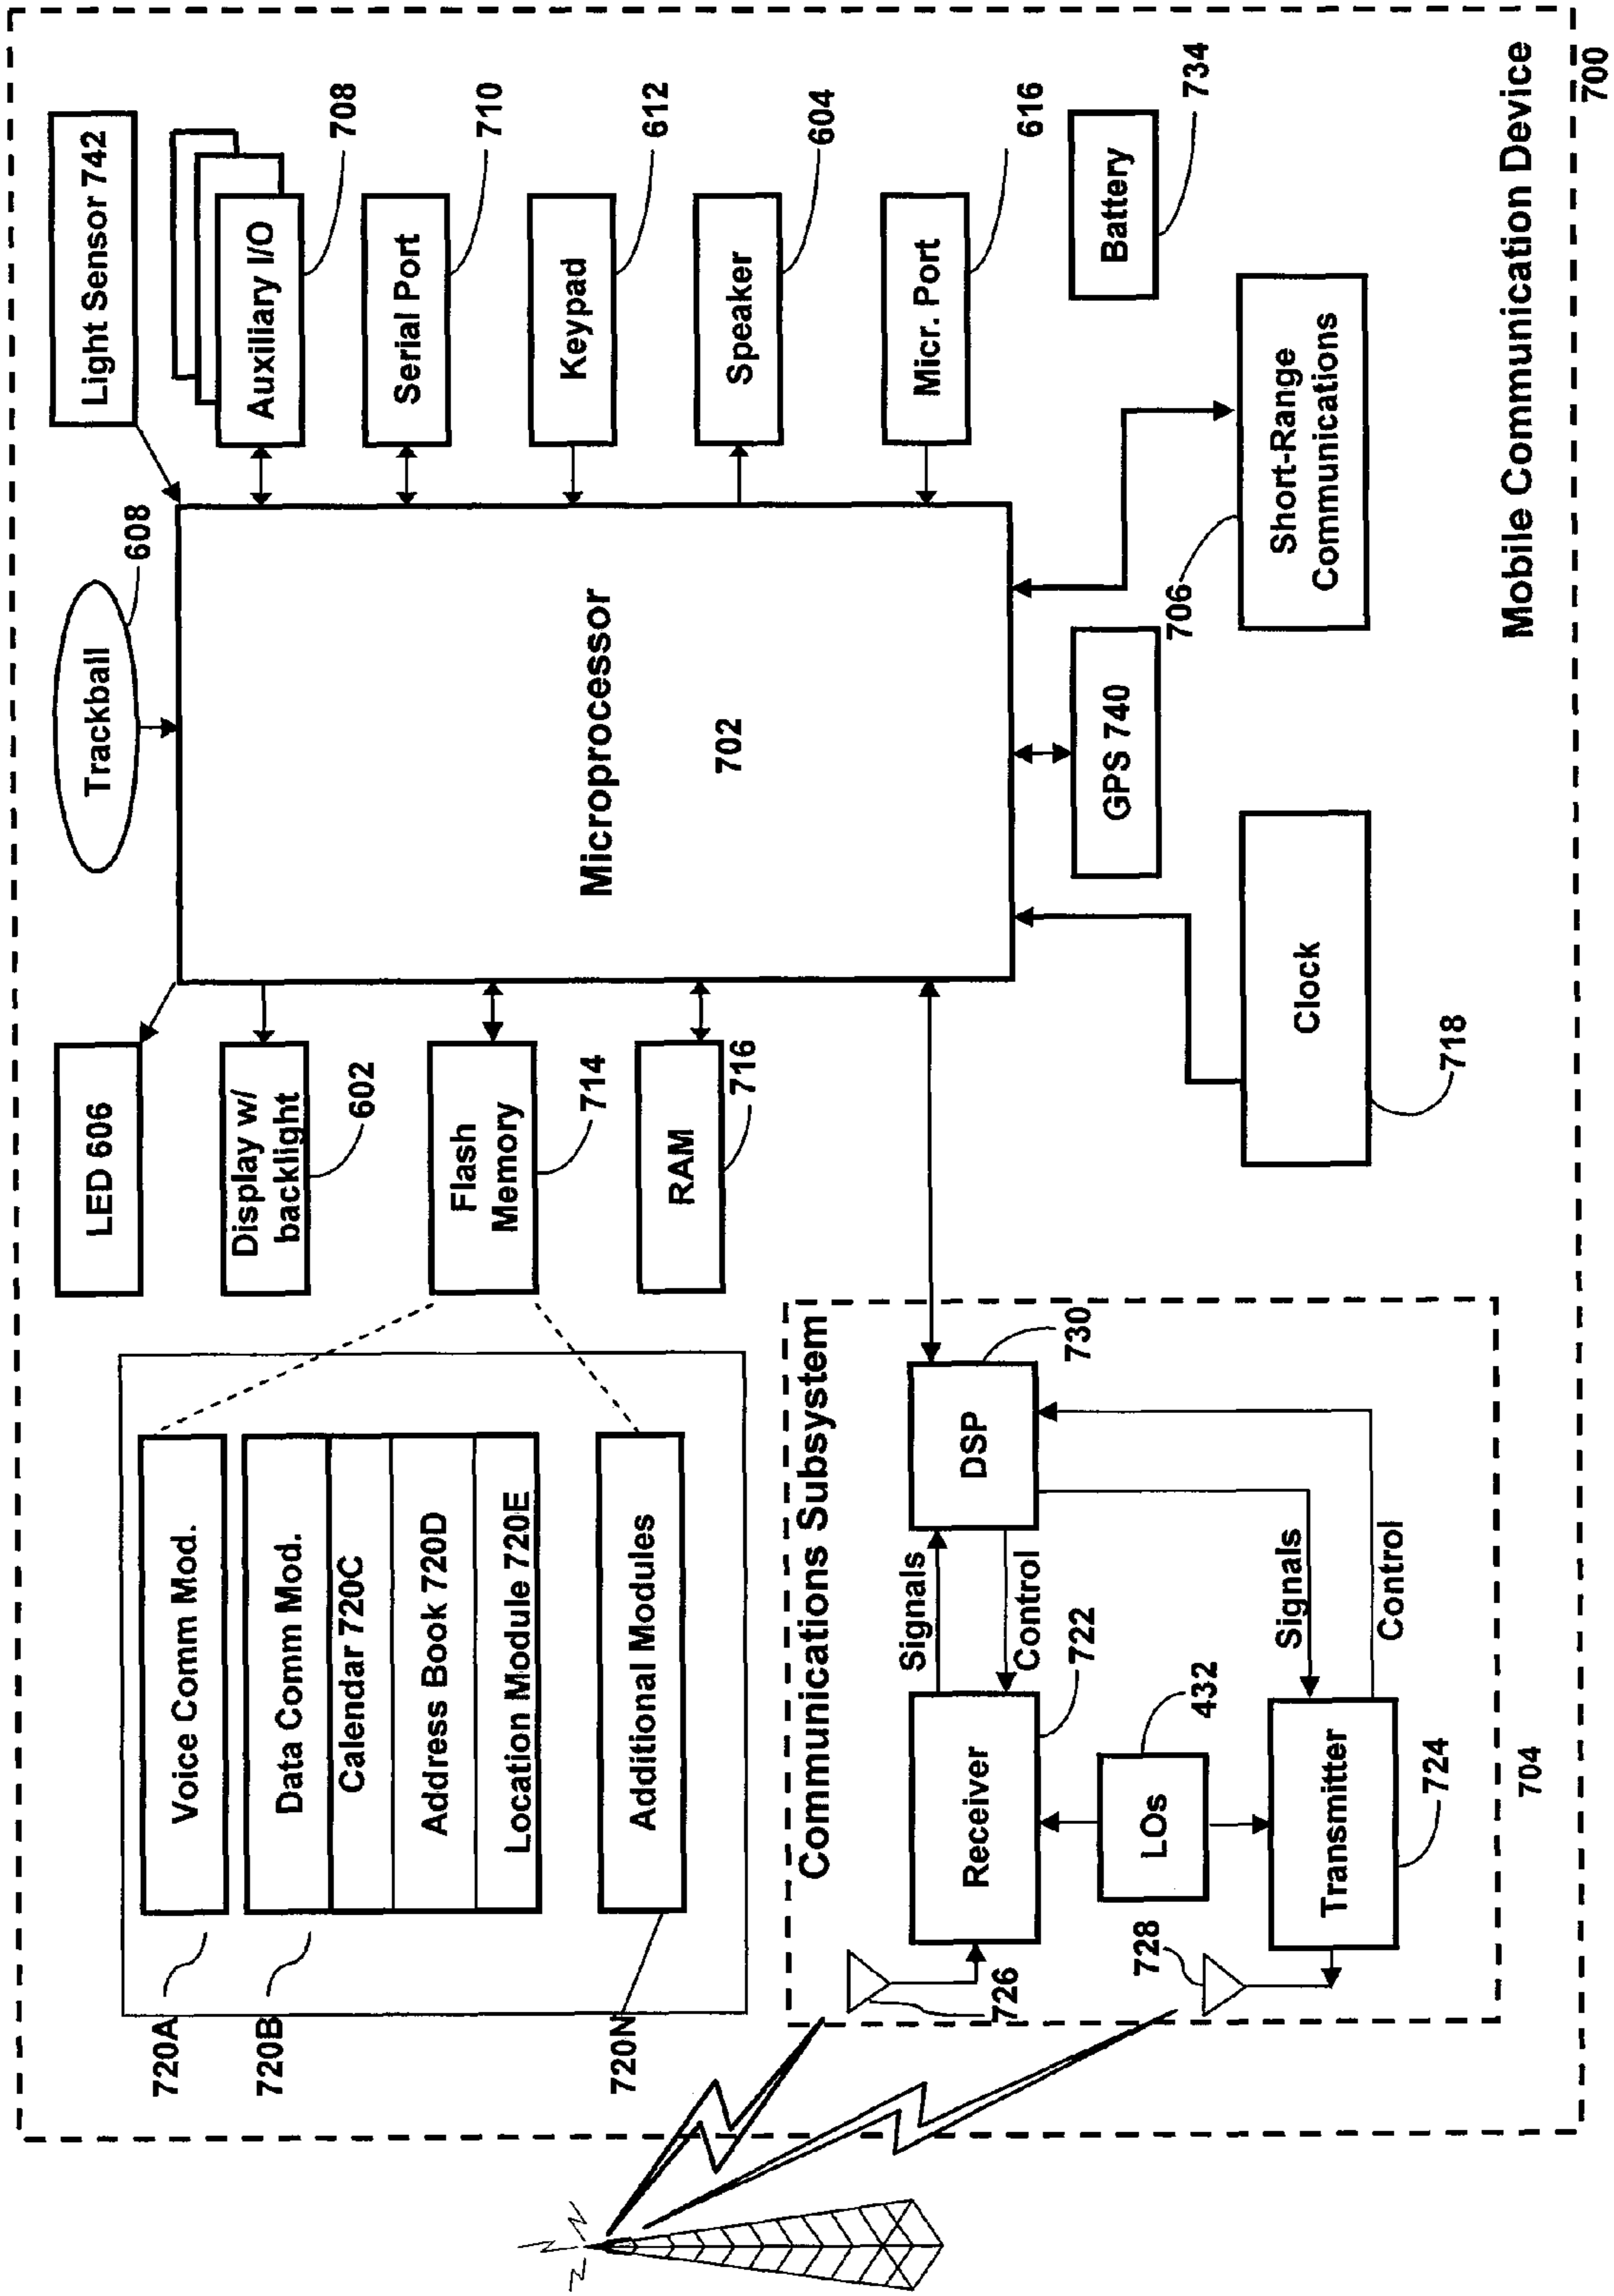 720A
720B
720N
Voice Comm Mod.
Data Comm Mod.
Calendar 720C
Address Book 720D
Location Module 720E
Additional Modules
LED 606
Display w/
backlight
602
Flash
Memory
714
RAM
716
Trackball
608
Microprocessor
702
Light Sensor 742
Auxiliary I/O
708
Serial Port
710
Keypad
612
Speaker
604
Micr. Port
616
Battery
734
Communications Subsystem
726
Receiver
722
Signals
Control
DSP
730
LOs
432
728
Transmitter
724
Signals
Control
704
Clock
718
GPS 740
706
Short-Range
Communications
Mobile Communication Device
700